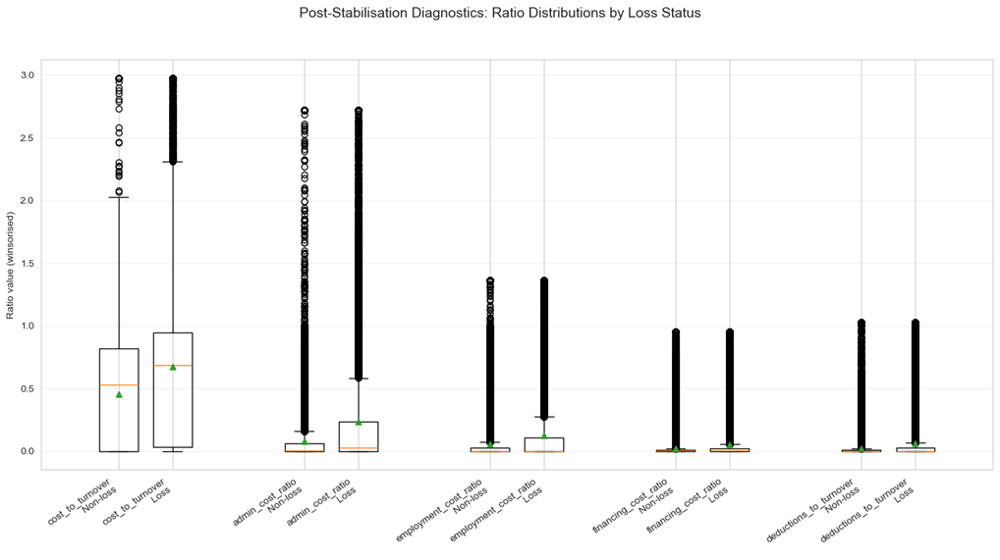 Post-Stabilisation Diagnostics: Ratio Distributions by Loss Status
Ratio value (winsorised)
3.0
2.5
2.0
1.5
1.0
0.5
0.0
cost_to_turnover
Non-loss
cost_to_turnover
Loss
admin_cost_ratio
Non-loss
admin_cost_ratio
Loss
employment_cost_ratio
Non-loss
employment_cost_ratio
Loss
financing_cost_ratio
Non-loss
financing_cost_ratio
Loss
deductions_to_turnover
Non-loss
deductions_to_turnover
Loss